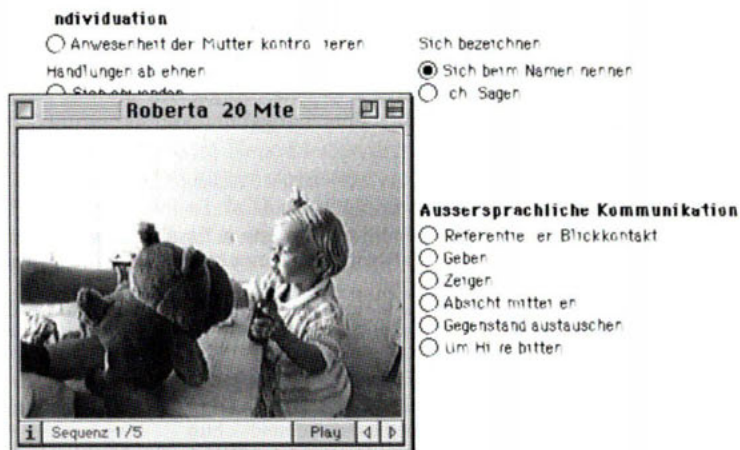 ndividuation
Anwesenheit der Mutter kontro ieren
Handlungen ab ehnen
Sich abwenden
Sich bezeichnen
Sich beim Namen nennen
ch Sagen
Roberta 20 Mte
Aussersprachliche Kommunikation
Referentie er Blickkontakt
Geben
Zeigen
Absicht mittei en
Gegenstand austauschen
um Hi fe bitten
i Sequenz 1/5 Play